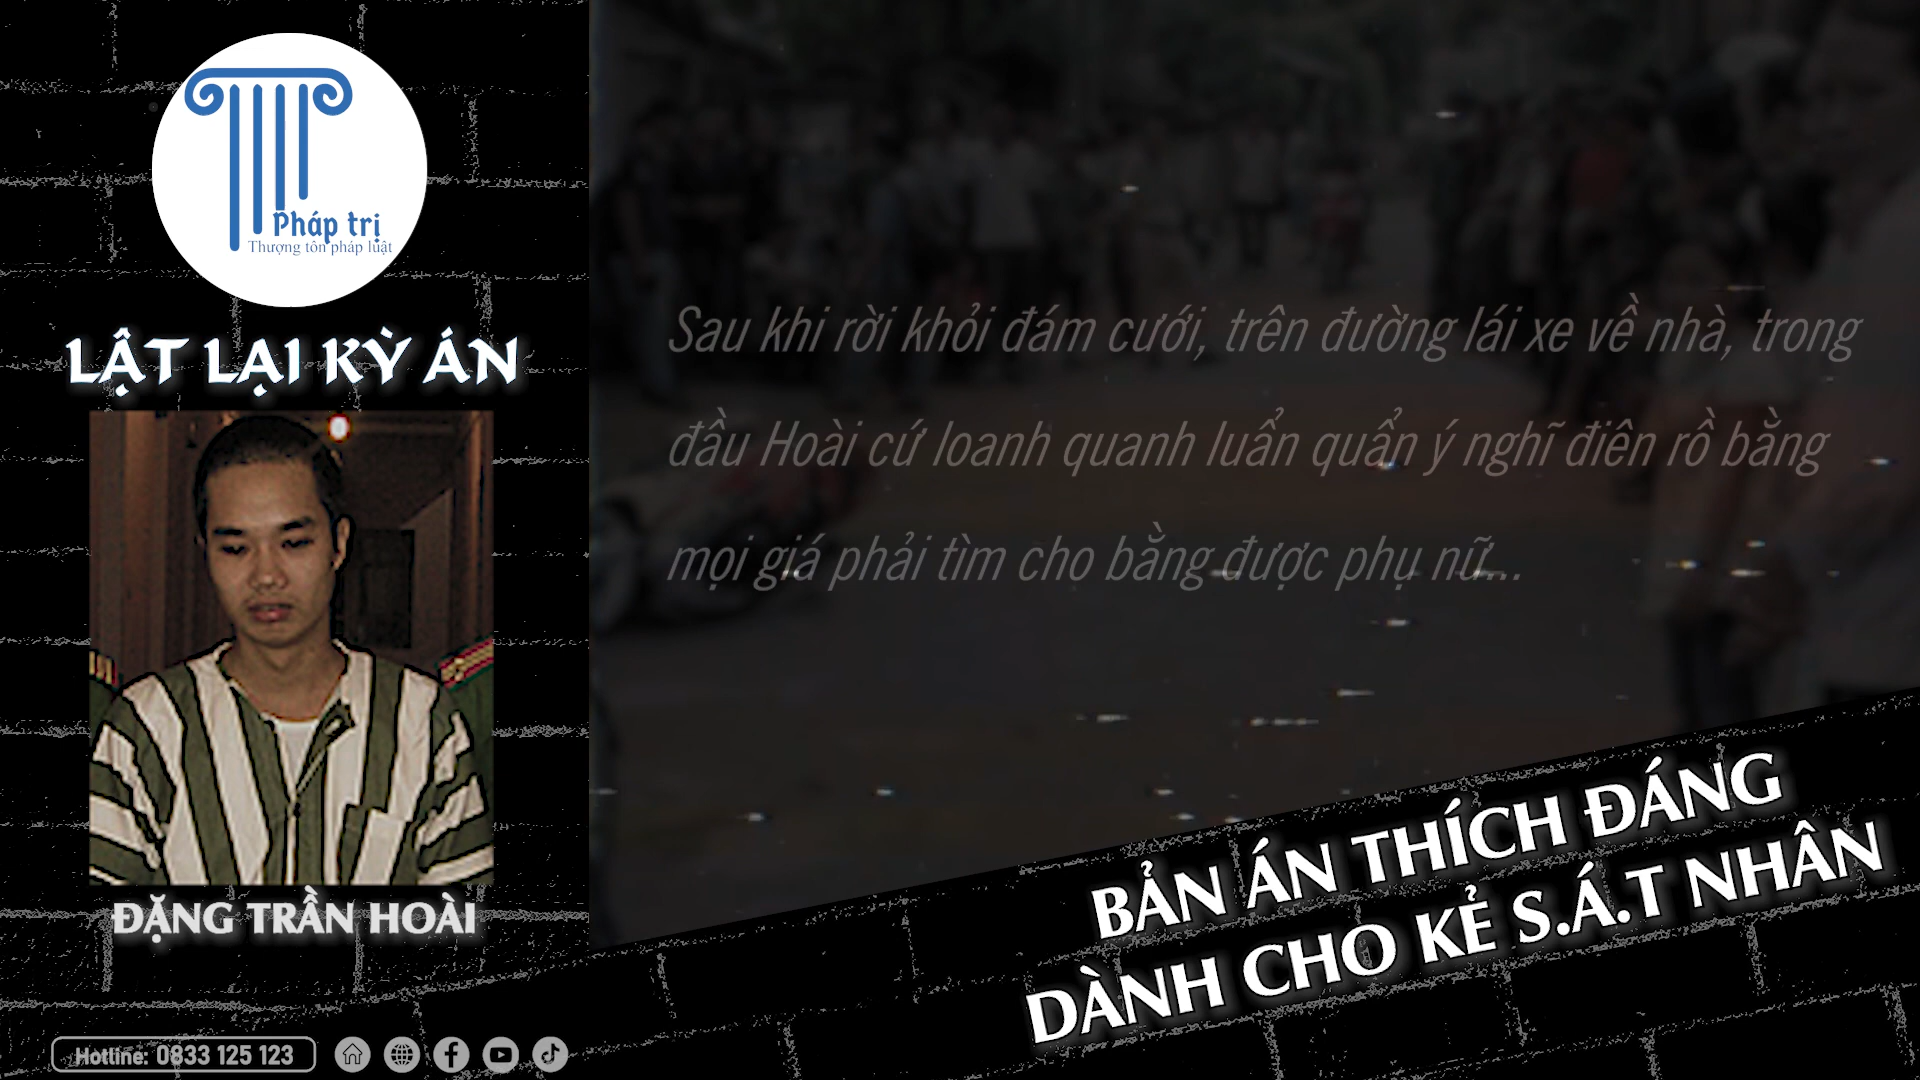 Pháp trị
Thượng tôn pháp luật
LẬT LẠI KỲ ÁN
ĐẶNG TRẦN HOÀI
Sau khi rời khỏi đám cưới, trên đường lái xe về nhà, trong
đầu Hoài cứ loanh quanh luẩn quẩn ý nghĩ điên rồ bằng
mọi giá phải tìm cho bằng được phụ nữ...
BẢN ÁN THÍCH ĐÁNG
DÀNH CHO KẺ S.Á.T NHÂN
Hotline: 0833 125 123